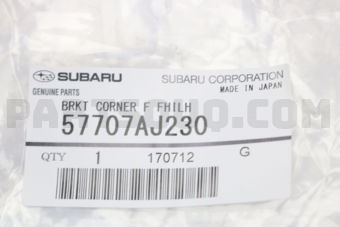 SUBARU SUBARU CORPORATION
GENUINE PARTS MADE IN JAPAN
BRKT CORNER F FHILH
57707AJ230
QTY 1 170712 G